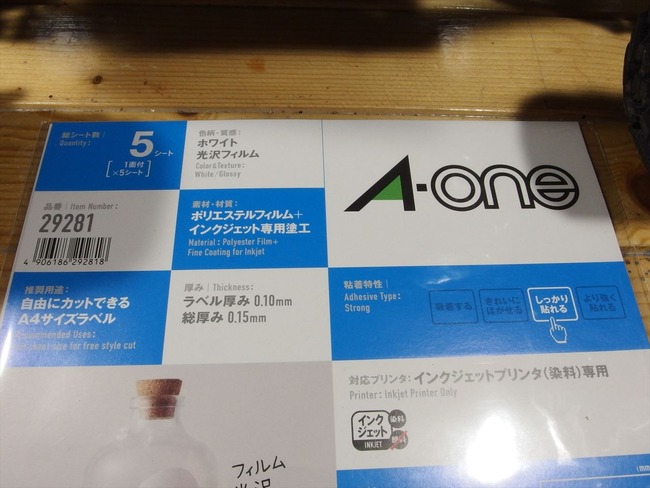 総シート数:
Quantity:
5シート
[1面付×5シート]
色柄・質感:
ホワイト
光沢フィルム
Color&Texture:
White/Glossy
A-one
品番|Item Number:
29281
4 906186 292818
素材・材質:
ポリエステルフィルム+
インクジェット専用塗工
Material: Polyester Film+
Fine Coating for Inkjet
推奨用途:
自由にカットできる
A4サイズラベル
Recommended Uses:
size for free style cut
厚み|Thickness:
ラベル厚み 0.10mm
総厚み 0.15mm
粘着特性|
Adhesive Type:
Strong
吸着する
きれいに
はがせる
しっかり
貼れる
より強く
貼れる
対応プリンタ:インクジェットプリンタ(染料)専用
Printer: Inkjet Printer Only
インク
ジェット
INKJET
染料
フィルム
光沢
(mm